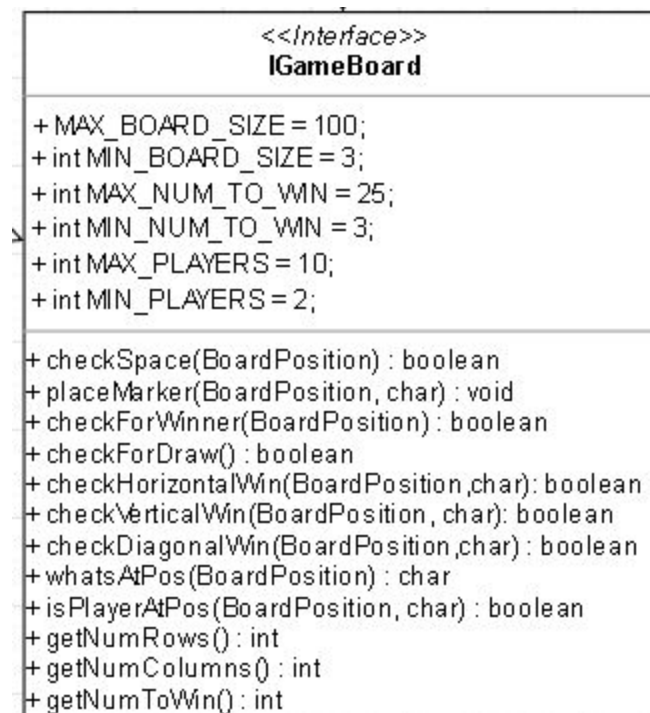 <<Interface>>
IGameBoard
+ MAX_BOARD_SIZE = 100;
+ int MIN_BOARD_SIZE = 3;
+ int MAX_NUM_TO_WIN = 25;
+ int MIN_NUM_TO_WIN = 3;
+ int MAX_PLAYERS = 10;
+ int MIN_PLAYERS = 2;
+ checkSpace(BoardPosition) : boolean
+ placeMarker(BoardPosition, char) : void
+ checkForWinner(BoardPosition) : boolean
+ checkForDraw() : boolean
+ checkHorizontalWin(BoardPosition,char): boolean
+ checkVerticalWin(BoardPosition, char): boolean
+ checkDiagonalWin(BoardPosition,char) : boolean
+ whatsAtPos(BoardPosition) : char
+ isPlayerAtPos(BoardPosition, char) : boolean
+ getNumRows() : int
+ getNumColumns() : int
+ getNumToWin() : int